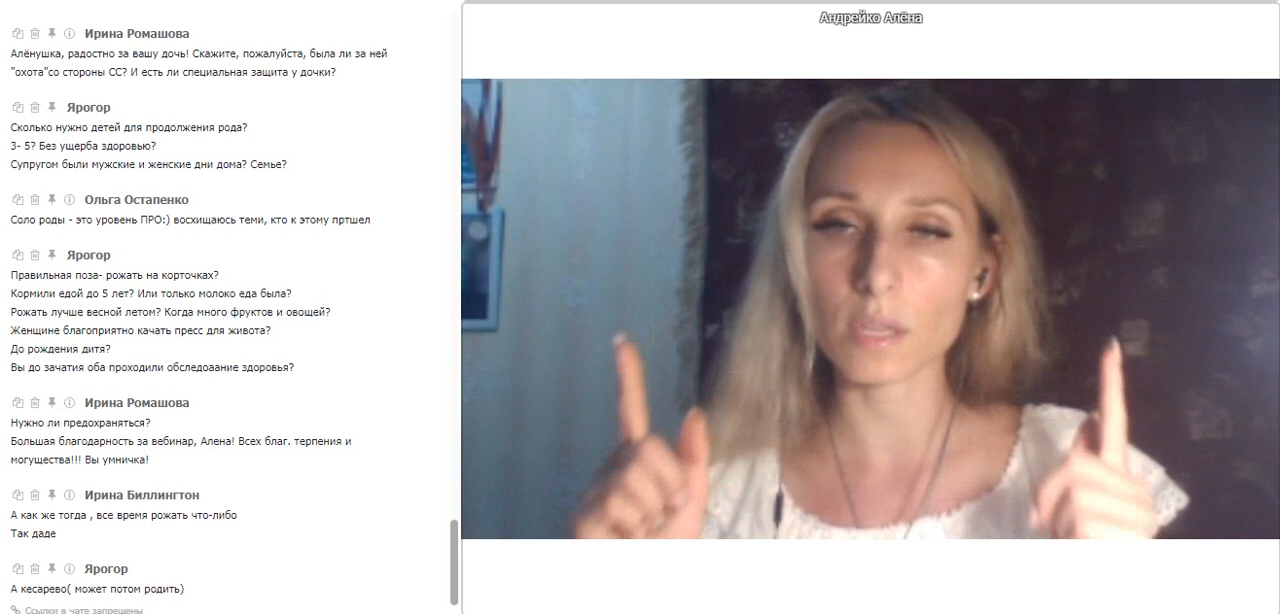 Ирина Ромашова
Алёнушка, радостно за вашу дочь! Скажите, пожалуйста, была ли за ней
"охота"со стороны СС? И есть ли специальная защита у дочки?
Ярогор
Сколько нужно детей для продолжения рода?
3- 5? Без ущерба здоровью?
Супругом были мужские и женские дни дома? Семье?
Ольга Остапенко
Соло роды - это уровень ПРО:) восхищаюсь теми, кто к этому пртшел
Ярогор
Правильная поза- рожать на корточках?
Кормили едой до 5 лет? Или только молоко еда была?
Рожать лучше весной летом? Когда много фруктов и овощей?
Женщине благоприятно качать пресс для живота?
До рождения дитя?
Вы до зачатия оба проходили обследоаание здоровья?
Ирина Ромашова
Нужно ли предохраняться?
Большая благодарность за вебинар, Алена! Всех благ. терпения и
могущества!!! Вы умничка!
Ирина Биллингтон
А как же тогда , все время рожать что-либо
Так даде
Ярогор
А кесарево( может потом родить)
Ссылки в чате запрещены
Андрейко Алёна